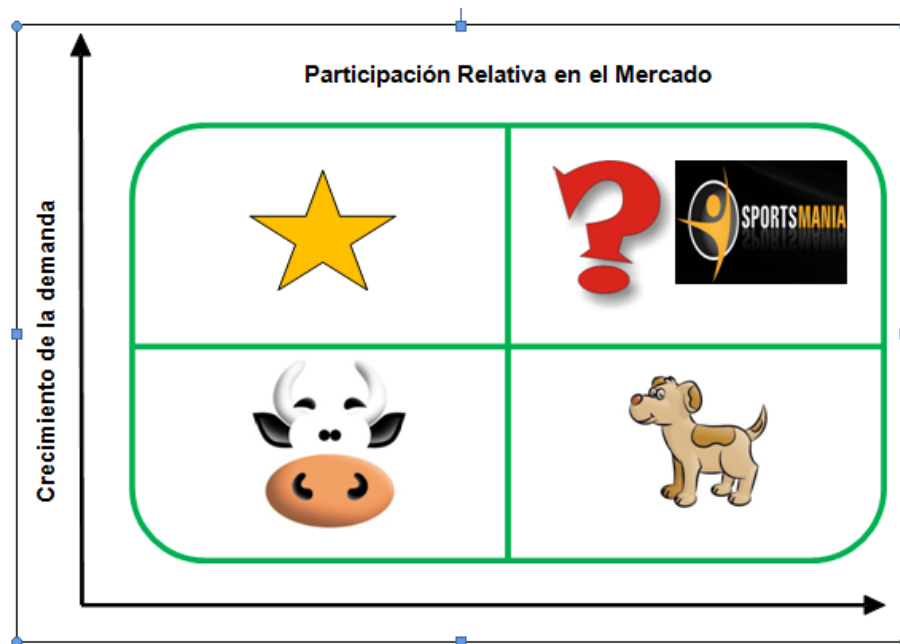 Participación Relativa en el Mercado
Crecimiento de la demanda
SPORTSMANIA